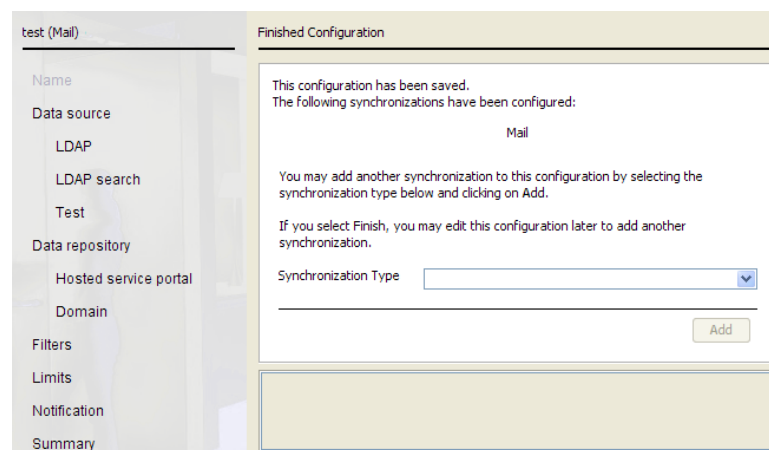 test (Mail)
Name
Data source
LDAP
LDAP search
Test
Data repository
Hosted service portal
Domain
Filters
Limits
Notification
Summary
Finished Configuration
This configuration has been saved.
The following synchronizations have been configured:
Mail
You may add another synchronization to this configuration by selecting the
synchronization type below and clicking on Add.
If you select Finish, you may edit this configuration later to add another
synchronization.
Synchronization Type
Add